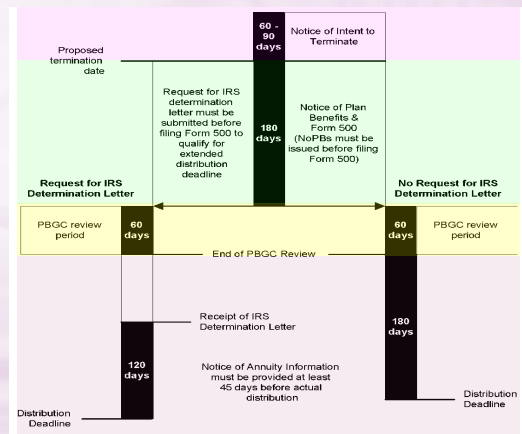 60 -
90
days
Notice of Intent to
Terminate
Proposed
termination
date
Request for IRS
determination
letter must be
submitted before
filing Form 500 to
qualify for
extended
distribution
deadline
180
days
Notice of Plan
Benefits &
Form 500
(NoPBs must be
issued before filing
Form 500)
Request for IRS
Determination Letter
No Request for IRS
Determination Letter
PBGC review
period
60
days
60
days
PBGC review
period
End of PBGC Review
Receipt of IRS
Determination Letter
180
days
120
days
Notice of Annuity Information
must be provided at least
45 days before actual
distribution
Distribution
Deadline
Distribution
Deadline